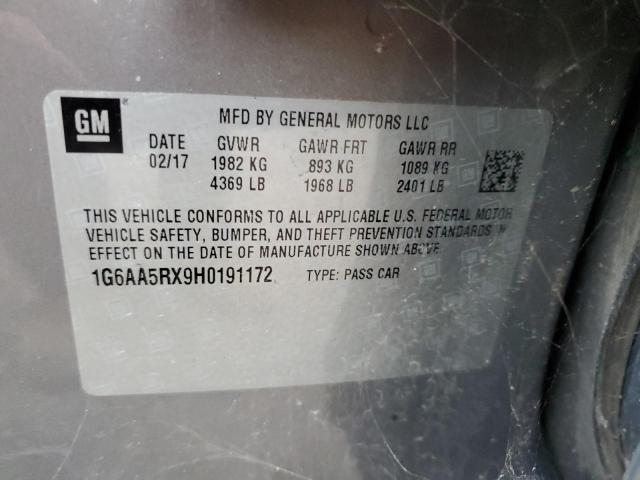 GM
MFD BY GENERAL MOTORS LLC
DATE GVWR GAWR FRT GAWR RR
02/17 1982 KG 893 KG 1089 KG
4369 LB 1968 LB 2401 LB
THIS VEHICLE CONFORMS TO ALL APPLICABLE U.S. FEDERAL MOTOR
VEHICLE SAFETY, BUMPER, AND THEFT PREVENTION STANDARDS IN
EFFECT ON THE DATE OF MANUFACTURE SHOWN ABOVE.
1G6AA5RX9H0191172 TYPE: PASS CAR